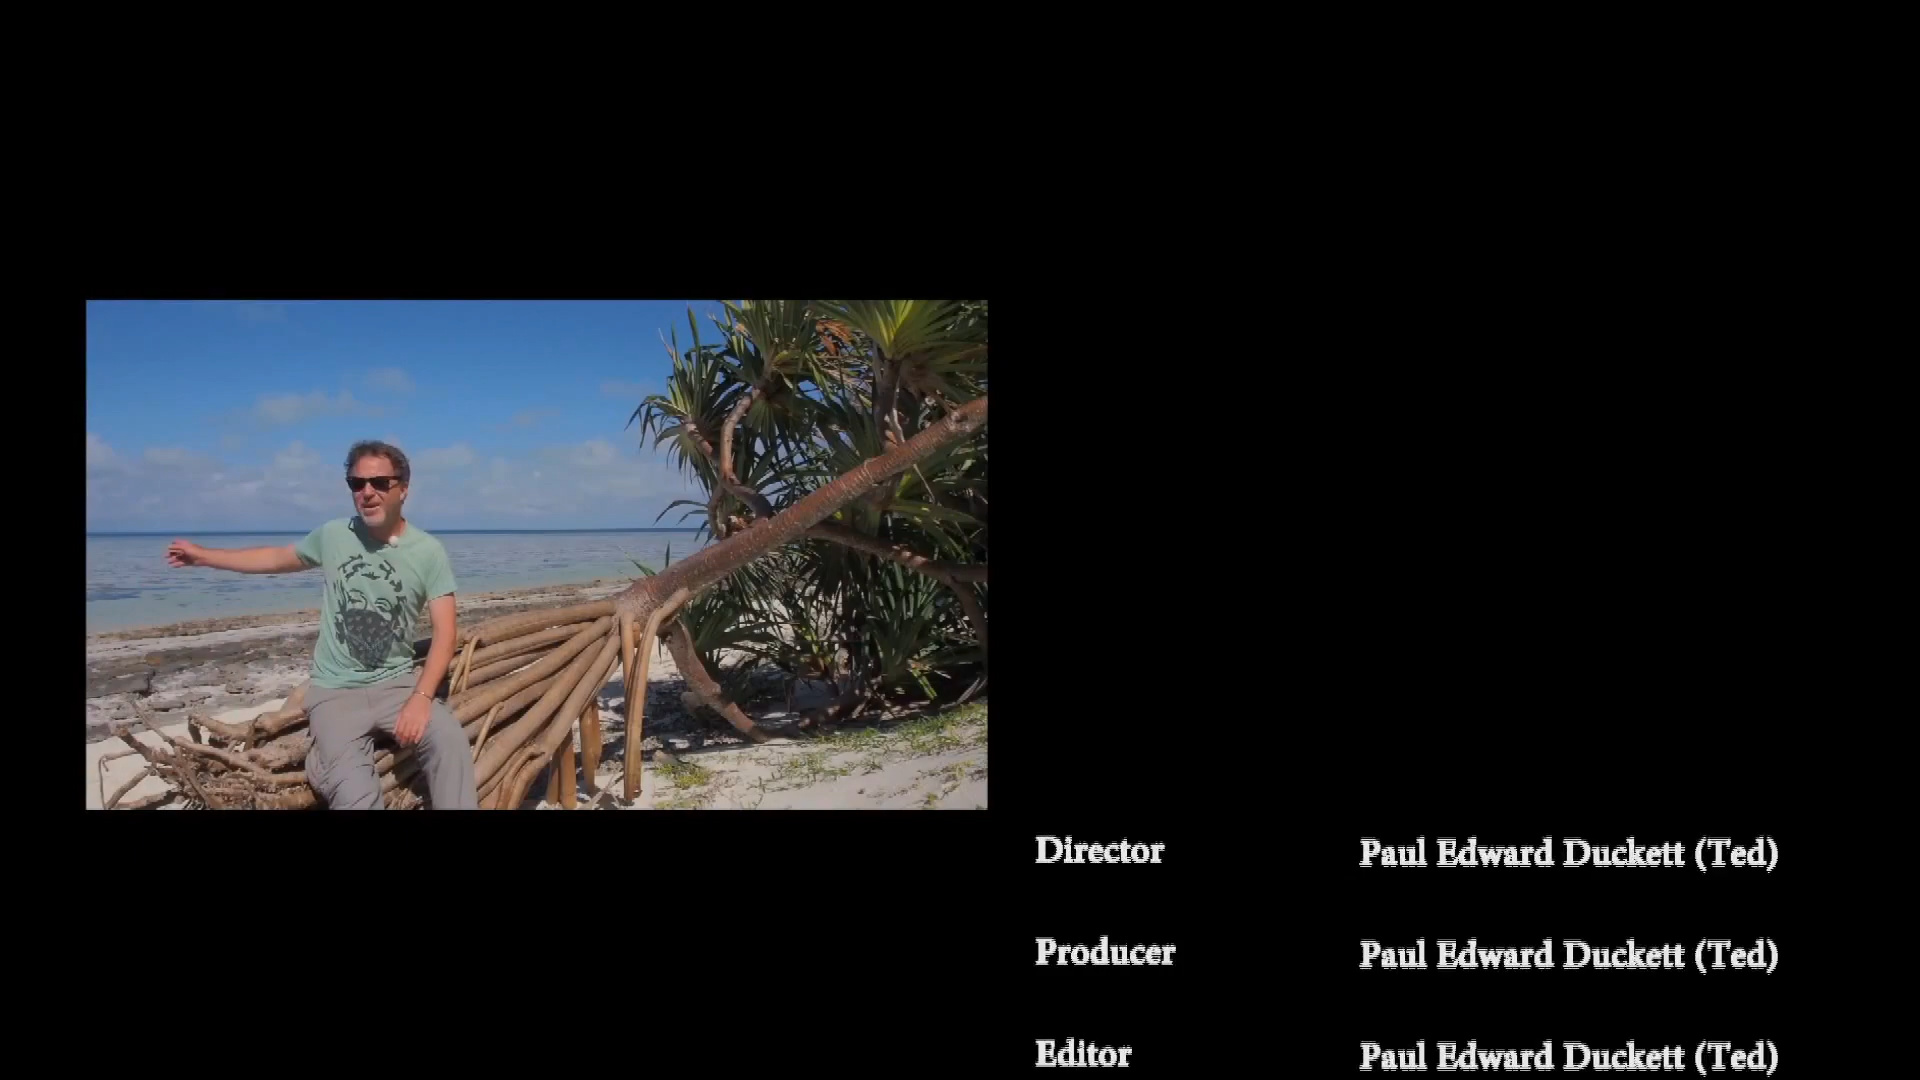 Director Paul Edward Duckett (Ted)
Producer Paul Edward Duckett (Ted)
Editor Paul Edward Duckett (Ted)